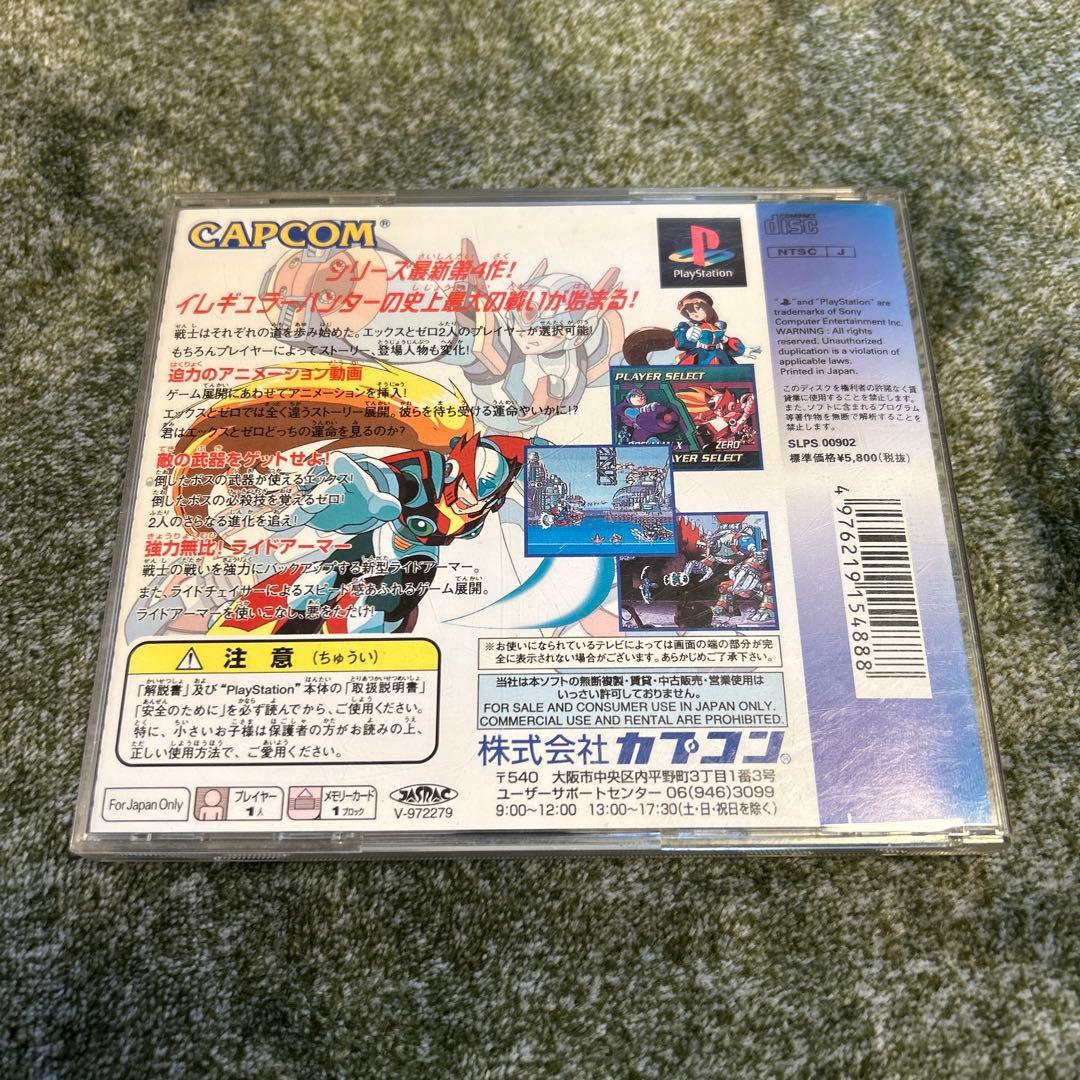 CAPCOM®
シリーズ最新第4作!
イレギュラーハンターの史上最大の戦いが始まる!
戦士はそれぞれの道を歩み始めた。エックスとゼロ2人のプレイヤーが選択可能!
もちろんプレイヤーによってストーリー、登場人物も変化!
迫力のアニメーション動画
ゲーム展開にあわせてアニメーションを挿入!
エックスとゼロでは全く違うストーリー展開。彼らを待ち受ける運命やいかに!?
君はエックスとゼロどっちの運命を見るのか?
敵の武器をゲットせよ!
倒したボスの武器が使えるエックス!
倒したボスの必殺技を覚えるゼロ!
2人のさらなる進化を追え!
強力無比!ライドアーマー
戦士の戦いを強力にバックアップする新型ライドアーマー。
また、ライドチェイサーによるスピード感あふれるゲーム展開。
ライドアーマーを使いこなし、悪をたたけ!
PlayStation
PLAYER SELECT
X
ZERO
YER SELECT
COMPACT
disc
NTSC J
"PS" and "PlayStation" are
trademarks of Sony
Computer Entertainment Inc.
WARNING : All rights
reserved. Unauthorized
duplication is a violation of
applicable laws.
Printed in Japan.
このディスクを権利者の許諾なく賃
貸業に使用することを禁止します。
また、ソフトに含まれるプログラム
等著作物を無断で解析することも
禁止します。
SLPS 00902
標準価格¥5,800(税抜)
4 976219 154888
注意(ちゅうい)
「解説書」及び"PlayStation"本体の「取扱説明書」
「安全のために」を必ず読んでから、ご使用ください。
特に、小さいお子様は保護者の方がお読みの上、
正しい使用方法で、ご愛用ください。
※お使いになられているテレビによっては画面の端の部分が完
全に表示されない場合がございます。あらかじめご了承下さい。
当社は本ソフトの無断複製・賃貸・中古販売・営業使用は
いっさい許可しておりません。
FOR SALE AND CONSUMER USE IN JAPAN ONLY.
COMMERCIAL USE AND RENTAL ARE PROHIBITED.
株式会社 カプコン®
〒540 大阪市中央区内平野町3丁目1番3号
ユーザーサポートセンター 06(946)3099
9:00~12:00 13:00~17:30(土・日・祝日を除く)
For Japan Only
プレイヤー
1人
メモリーカード
1ブロック
JASRAC
V-972279